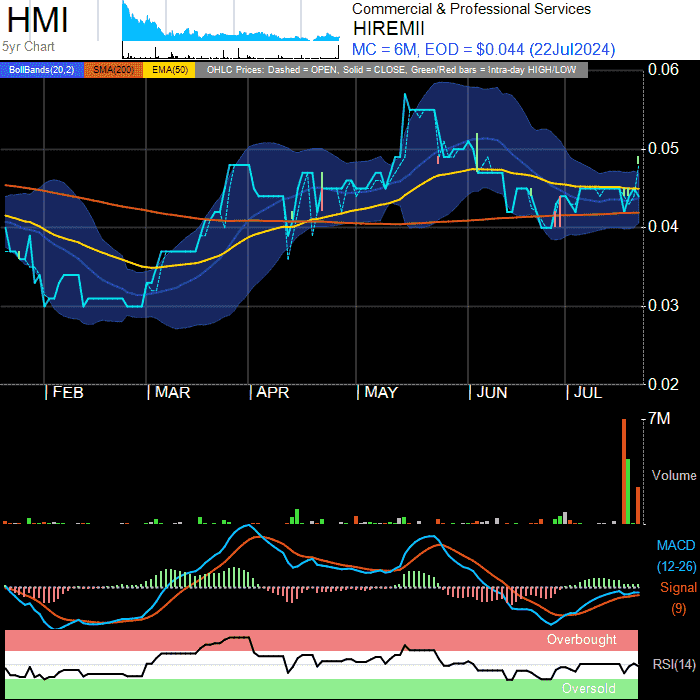 HMI
5yr Chart
Commercial & Professional Services
HIREMII
MC = 6M, EOD = $0.044 (22Jul2024)
BollBands(20,2) SMA(200) EMA(50) OHLC Prices: Dashed = OPEN, Solid = CLOSE, Green/Red bars = Intra-day HIGH/LOW
0.06
0.05
0.04
0.03
0.02
FEB MAR APR MAY JUN JUL
7M
Volume
MACD
(12-26)
Signal
(9)
Overbought
RSI(14)
Oversold